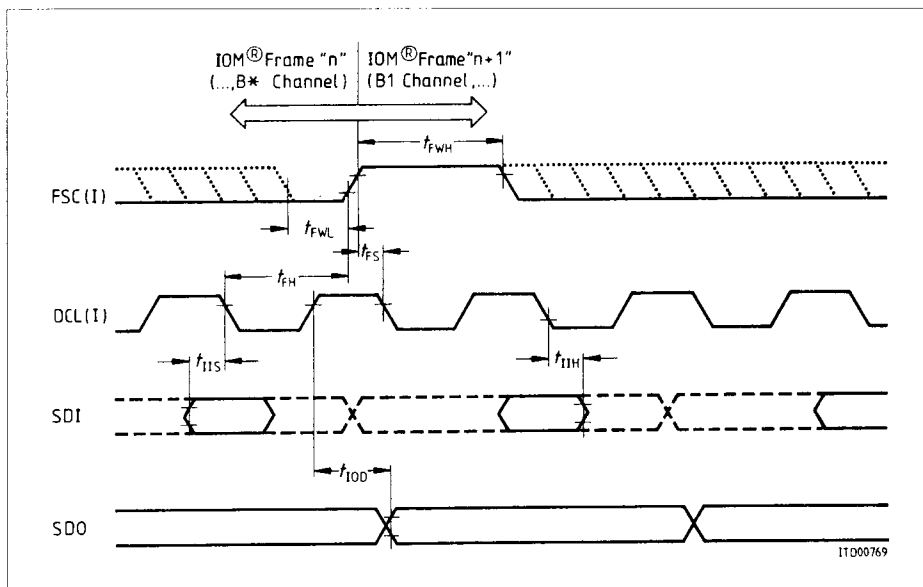 IOM®Frame "n" IOM®Frame"n+1"
(...,B* Channel) (B1 Channel,...)
tFWH
FSC(I)
tFWL
tFS
tFH
DCL(I)
tIIS
tIIH
SDI
tIOD
SDO
ITD00769